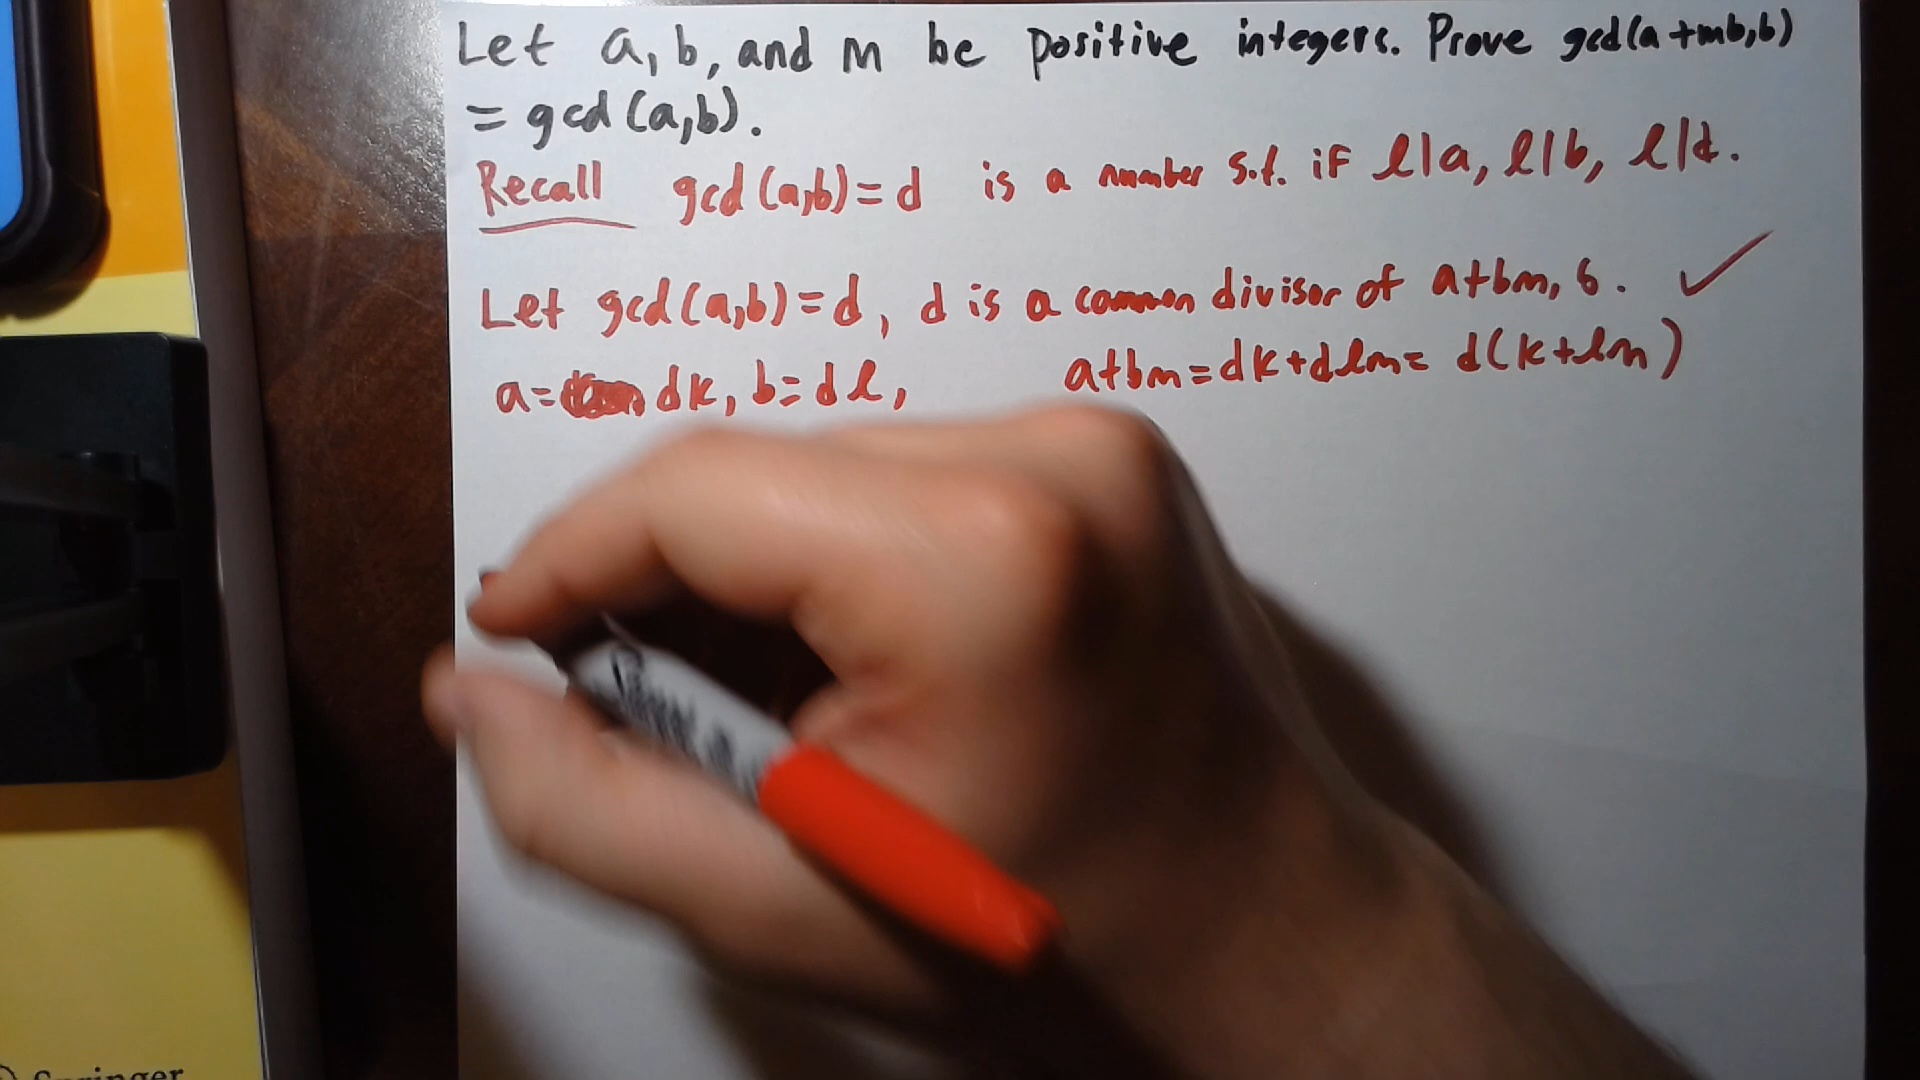 Let a, b, and m be positive integers. Prove gcd(a+mb,b)
= gcd(a,b).
Recall gcd(a,b)=d is a number s.t. if l|a, l|b, l|d.
Let gcd(a,b)=d, d is a common divisor of a+bm, b. ✓
a= dk, b=dl, a+bm=dk+dlm= d(k+lm)
Springer